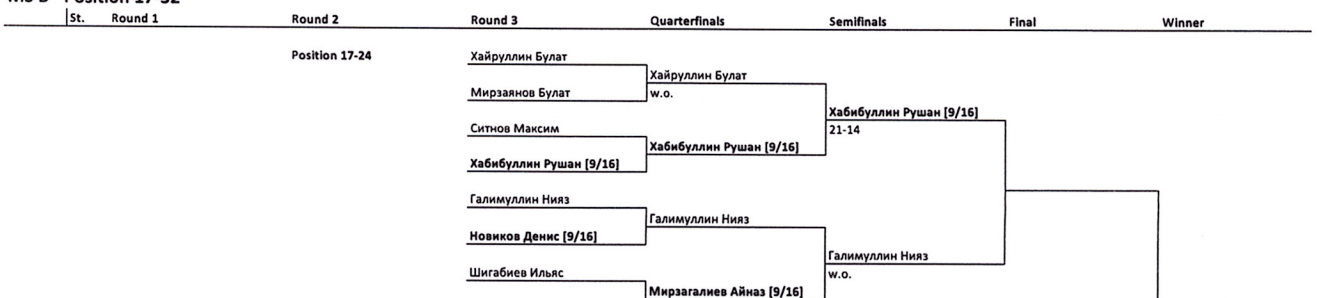 Position 17-32
St. Round 1 Round 2 Round 3 Quarterfinals Semifinals Final Winner
Position 17-24 Хайруллин Булат
Хайруллин Булат
Мирзаянов Булат w.o.
Хабибуллин Рушан [9/16]
Ситнов Максим 21-14
Хабибуллин Рушан [9/16]
Хабибуллин Рушан [9/16]
Галимуллин Нияз
Галимуллин Нияз
Новиков Денис [9/16]
Галимуллин Нияз
Шигабиев Ильяс w.o.
Мирзагалиев Айназ [9/16]